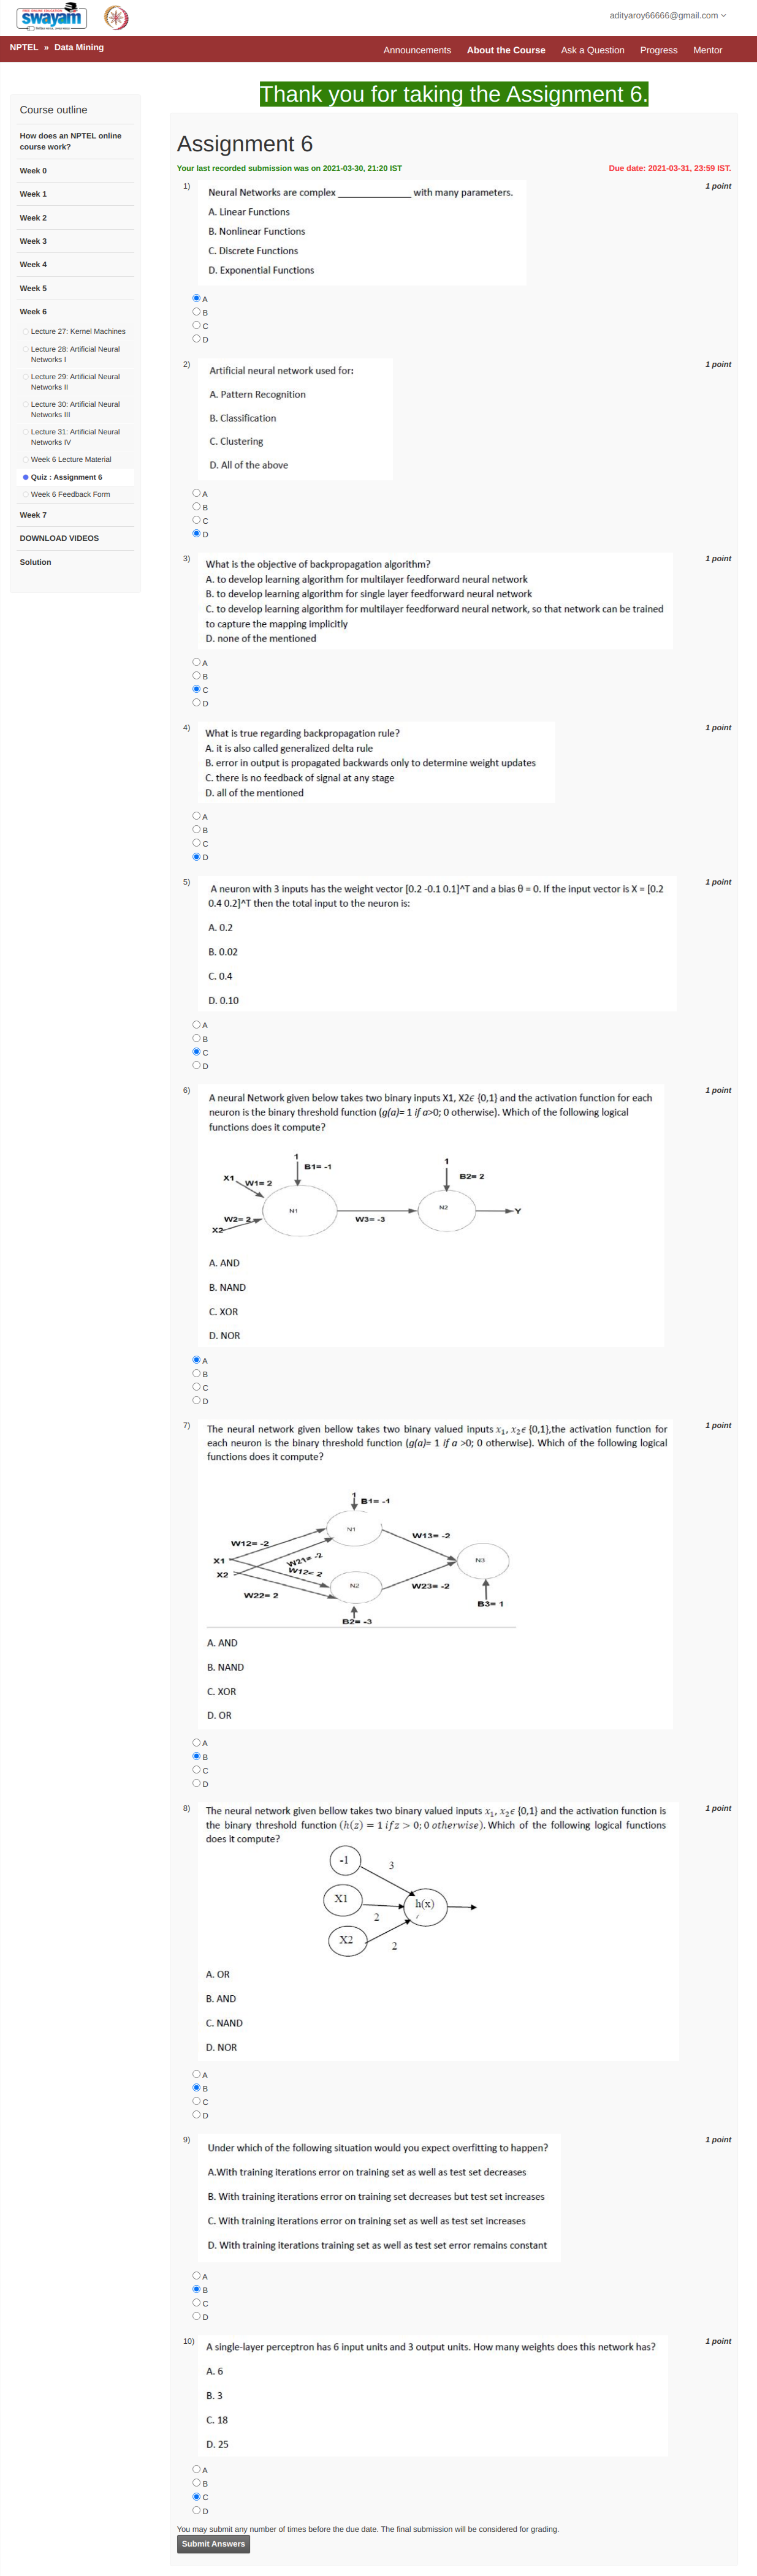 swayam
adityaroy66666@gmail.com
NPTEL » Data Mining
Announcements About the Course Ask a Question Progress Mentor
Thank you for taking the Assignment 6.
Course outline
How does an NPTEL online
course work?
Week 0
Week 1
Week 2
Week 3
Week 4
Week 5
Week 6
Lecture 27: Kernel Machines
Lecture 28: Artificial Neural
Networks I
Lecture 29: Artificial Neural
Networks II
Lecture 30: Artificial Neural
Networks III
Lecture 31: Artificial Neural
Networks IV
Week 6 Lecture Material
Quiz : Assignment 6
Week 6 Feedback Form
Week 7
DOWNLOAD VIDEOS
Solution
Assignment 6
Your last recorded submission was on 2021-03-30, 21:20 IST Due date: 2021-03-31, 23:59 IST.
1) Neural Networks are complex ______________ with many parameters. 1 point
A. Linear Functions
B. Nonlinear Functions
C. Discrete Functions
D. Exponential Functions
A
B
C
D
2) Artificial neural network used for: 1 point
A. Pattern Recognition
B. Classification
C. Clustering
D. All of the above
A
B
C
D
3) What is the objective of backpropagation algorithm? 1 point
A. to develop learning algorithm for multilayer feedforward neural network
B. to develop learning algorithm for single layer feedforward neural network
C. to develop learning algorithm for multilayer feedforward neural network, so that network can be trained
to capture the mapping implicitly
D. none of the mentioned
A
B
C
D
4) What is true regarding backpropagation rule? 1 point
A. it is also called generalized delta rule
B. error in output is propagated backwards only to determine weight updates
C. there is no feedback of signal at any stage
D. all of the mentioned
A
B
C
D
5) A neuron with 3 inputs has the weight vector [0.2 -0.1 0.1]^T and a bias θ = 0. If the input vector is X = [0.2 1 point
0.4 0.2]^T then the total input to the neuron is:
A. 0.2
B. 0.02
C. 0.4
D. 0.10
A
B
C
D
6) A neural Network given below takes two binary inputs X1, X2ϵ {0,1} and the activation function for each 1 point
neuron is the binary threshold function (g(a)= 1 if a>0; 0 otherwise). Which of the following logical
functions does it compute?
1
B1= -1
1
B2= 2
X1
W1= 2
N1
N2
Y
W2= 2
W3= -3
X2
A. AND
B. NAND
C. XOR
D. NOR
A
B
C
D
7) The neural network given bellow takes two binary valued inputs x₁, x₂ϵ {0,1},the activation function for 1 point
each neuron is the binary threshold function (g(a)= 1 if a >0; 0 otherwise). Which of the following logical
functions does it compute?
1
B1= -1
N1
W13= -2
W12= -2
X1
W21= -2
N3
X2
W12= 2
N2
W23= -2
W22= 2
B3= 1
B2= -3
A. AND
B. NAND
C. XOR
D. OR
A
B
C
D
8) The neural network given bellow takes two binary valued inputs x₁, x₂ϵ {0,1} and the activation function is 1 point
the binary threshold function (h(z) = 1 if z > 0; 0 otherwise). Which of the following logical functions
does it compute?
-1
3
X1
h(x)
2
X2
2
A. OR
B. AND
C. NAND
D. NOR
A
B
C
D
9) Under which of the following situation would you expect overfitting to happen? 1 point
A.With training iterations error on training set as well as test set decreases
B. With training iterations error on training set decreases but test set increases
C. With training iterations error on training set as well as test set increases
D. With training iterations training set as well as test set error remains constant
A
B
C
D
10) A single-layer perceptron has 6 input units and 3 output units. How many weights does this network has? 1 point
A. 6
B. 3
C. 18
D. 25
A
B
C
D
You may submit any number of times before the due date. The final submission will be considered for grading.
Submit Answers